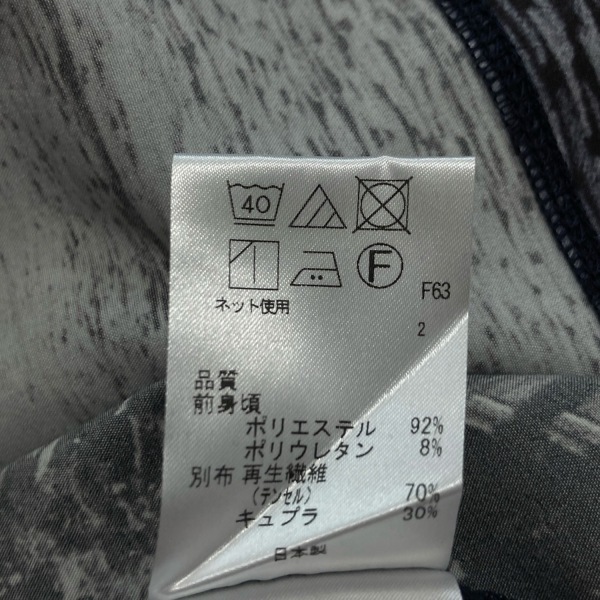 40
F
F63
ネット使用
2
品質
前身頃
ポリエステル 92%
ポリウレタン 8%
別布 再生繊維
(テンセル) 70%
キュプラ 30%
日本製